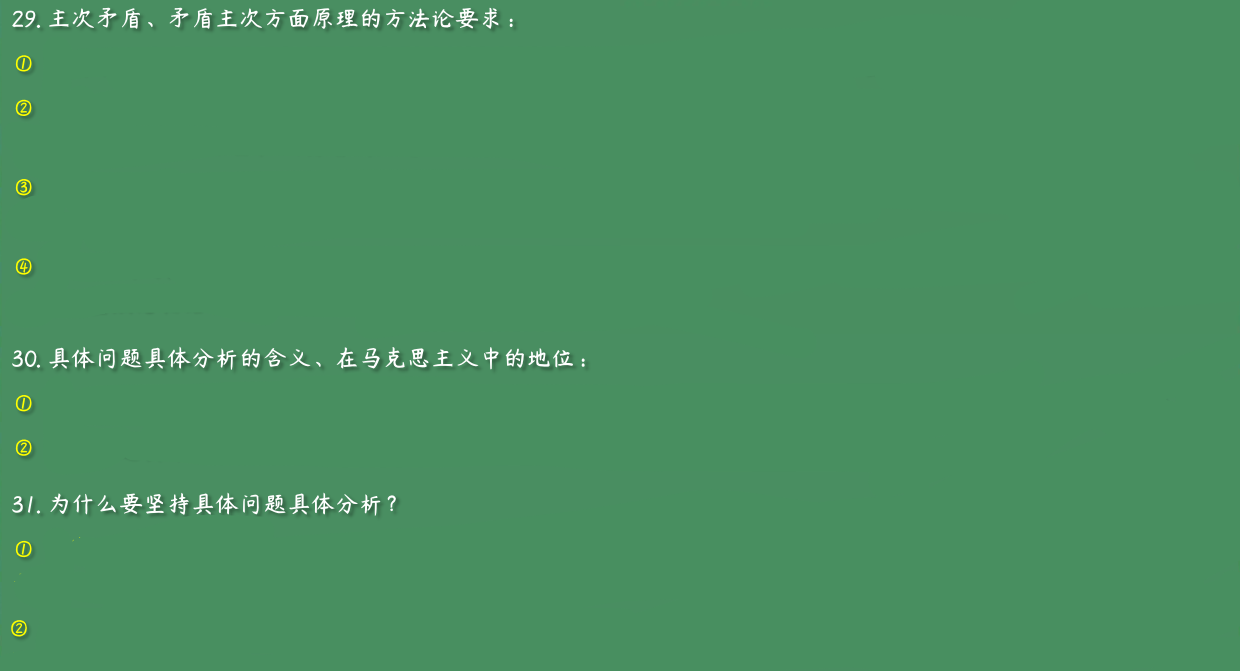 29. 主次矛盾、矛盾主次方面原理的方法论要求：
①
②
③
④
30. 具体问题具体分析的含义、在马克思主义中的地位：
①
②
31. 为什么要坚持具体问题具体分析？
①
②